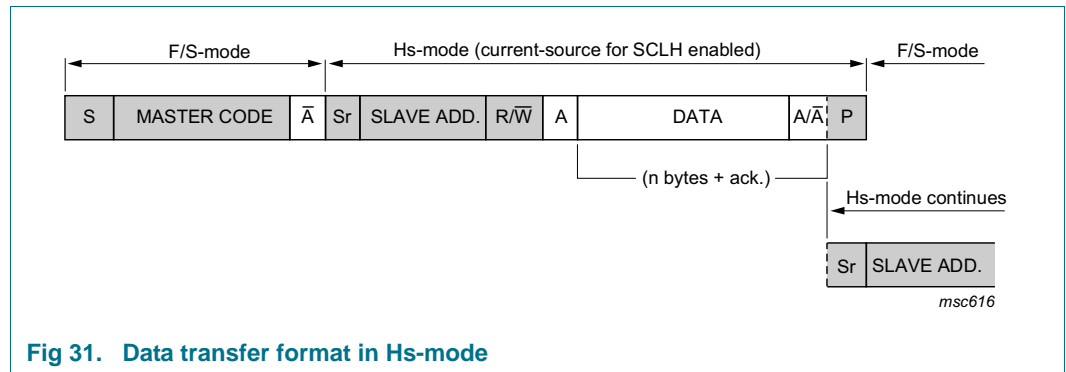 F/S-mode Hs-mode (current-source for SCLH enabled) F/S-mode
S MASTER CODE A̅ Sr SLAVE ADD. R/W̅ A DATA A/A̅ P
(n bytes + ack.)
Hs-mode continues
Sr SLAVE ADD.
msc616
Fig 31. Data transfer format in Hs-mode